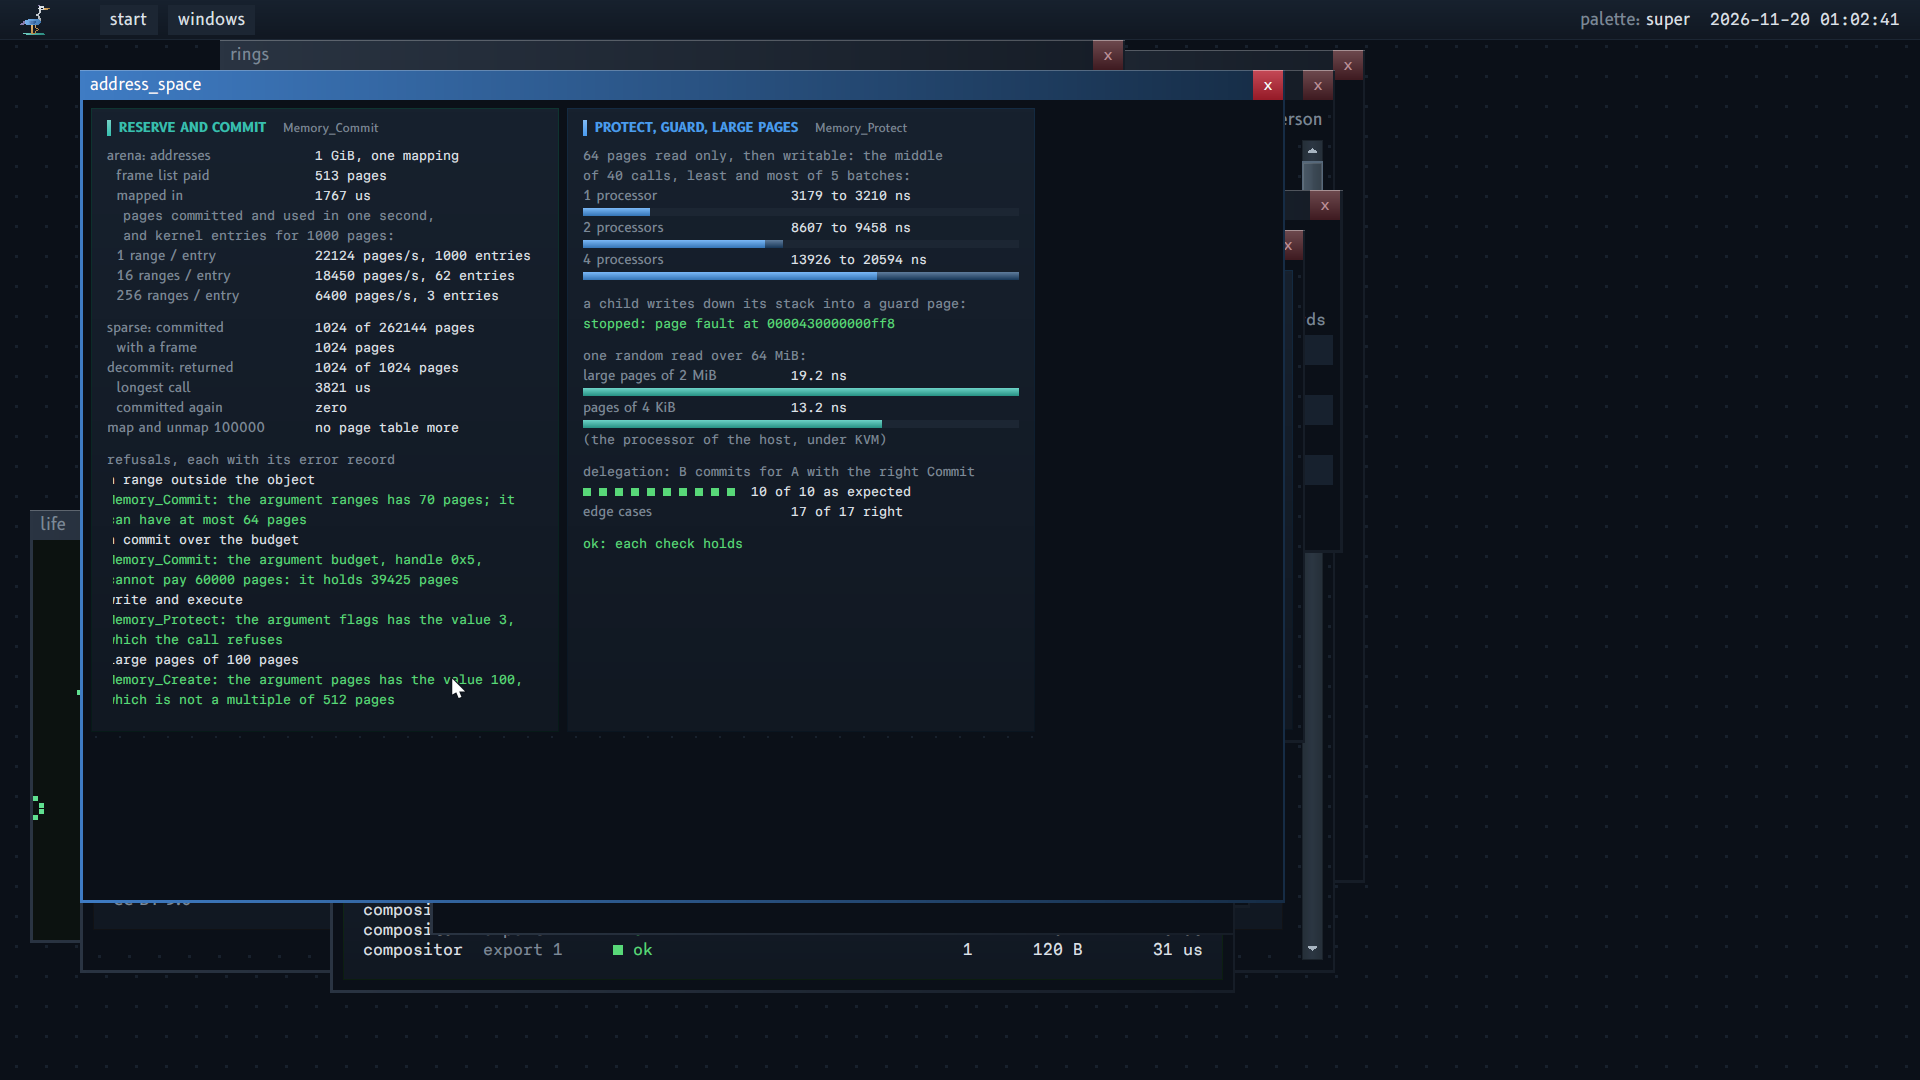 start windows palette: super 2026-11-20 01:02:41
rings x
x
address_space x x
RESERVE AND COMMIT Memory_Commit
arena: addresses 1 GiB, one mapping
frame list paid 513 pages
mapped in 1767 us
pages committed and used in one second,
and kernel entries for 1000 pages:
1 range / entry 22124 pages/s, 1000 entries
16 ranges / entry 18450 pages/s, 62 entries
256 ranges / entry 6400 pages/s, 3 entries
sparse: committed 1024 of 262144 pages
with a frame 1024 pages
decommit: returned 1024 of 1024 pages
longest call 3821 us
committed again zero
map and unmap 100000 no page table more
refusals, each with its error record
range outside the object
emory_Commit: the argument ranges has 70 pages; it
an have at most 64 pages
commit over the budget
emory_Commit: the argument budget, handle 0x5,
annot pay 60000 pages: it holds 39425 pages
rite and execute
emory_Protect: the argument flags has the value 3,
hich the call refuses
arge pages of 100 pages
emory_Create: the argument pages has the value 100,
hich is not a multiple of 512 pages
PROTECT, GUARD, LARGE PAGES Memory_Protect
64 pages read only, then writable: the middle
of 40 calls, least and most of 5 batches:
1 processor 3179 to 3210 ns
2 processors 8607 to 9458 ns
4 processors 13926 to 20594 ns
a child writes down its stack into a guard page:
stopped: page fault at 0000430000000ff8
one random read over 64 MiB:
large pages of 2 MiB 19.2 ns
pages of 4 KiB 13.2 ns
(the processor of the host, under KVM)
delegation: B commits for A with the right Commit
10 of 10 as expected
edge cases 17 of 17 right
ok: each check holds
erson
x
x
ds
life
composi
composi
compositor export 1 ok 1 120 B 31 us